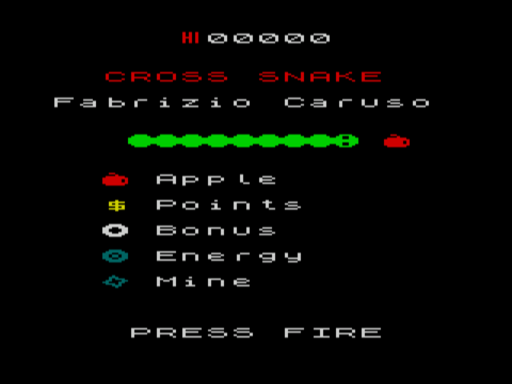 HI 00000
CROSS SNAKE
Fabrizio Caruso
Apple
$ Points
Bonus
Energy
Mine
PRESS FIRE